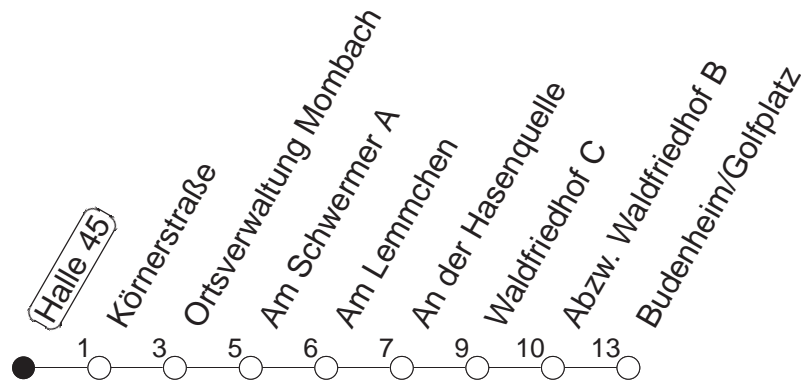 Halle 45
Körnerstraße
Ortsverwaltung Mombach
Am Schwermer A
Am Lemmchen
An der Hasenquelle
Waldfriedhof C
Abzw. Waldfriedhof B
Budenheim/Golfplatz
1 3 5 6 7 9 10 13